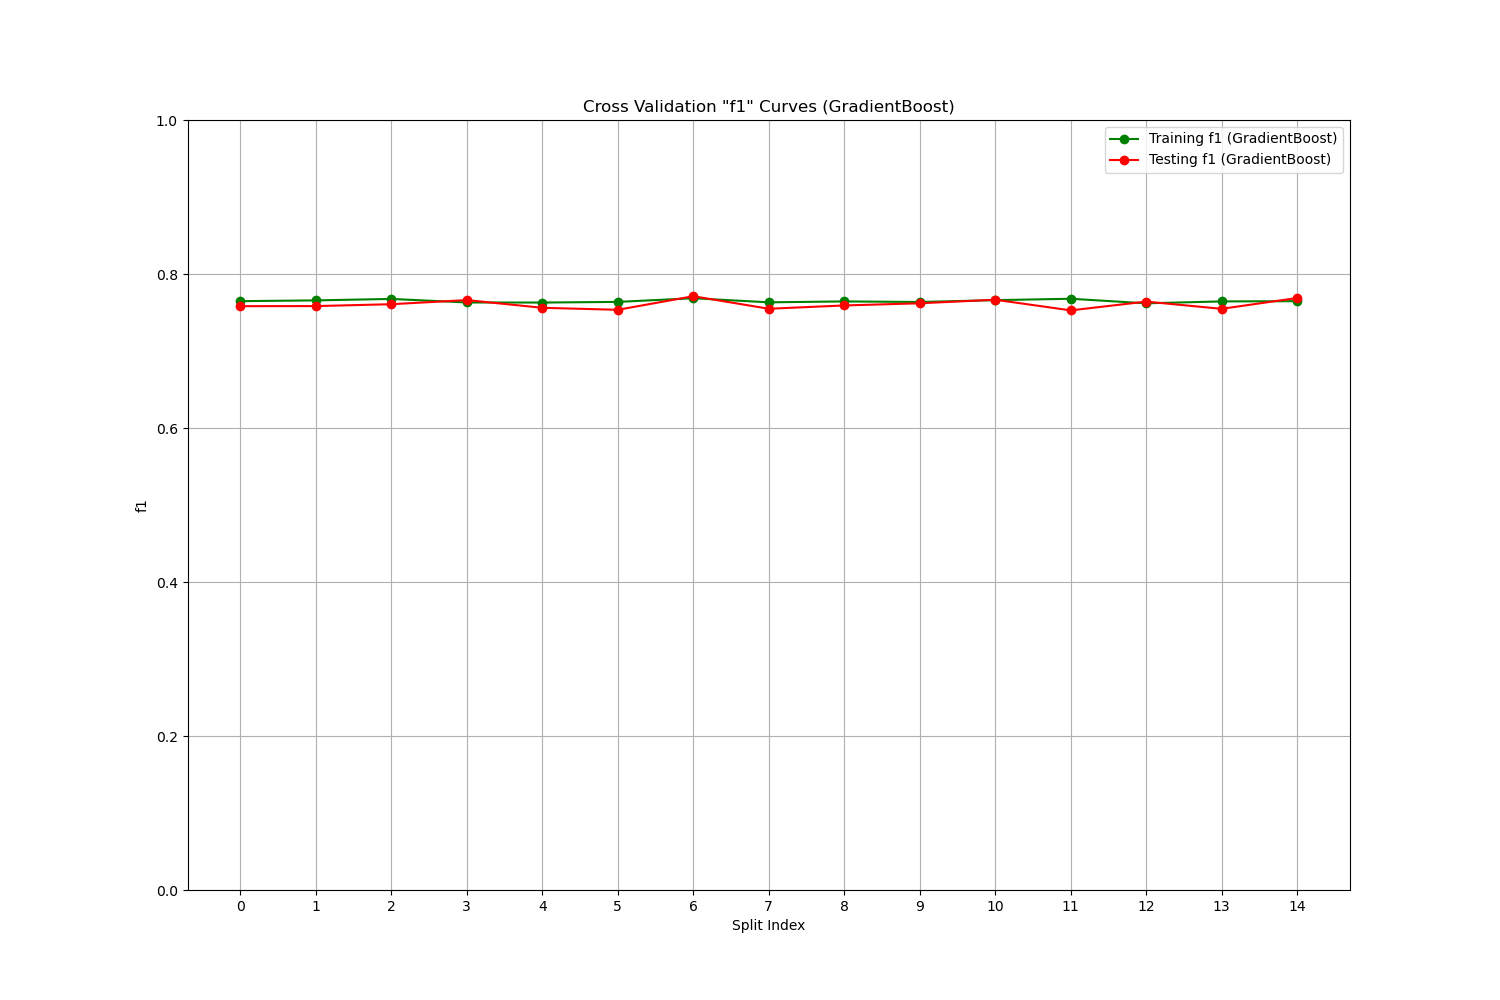 Cross Validation "f1" Curves (GradientBoost)
Training f1 (GradientBoost)
Testing f1 (GradientBoost)
1.0
0.8
0.6
0.4
0.2
0.0
f1
0 1 2 3 4 5 6 7 8 9 10 11 12 13 14
Split Index